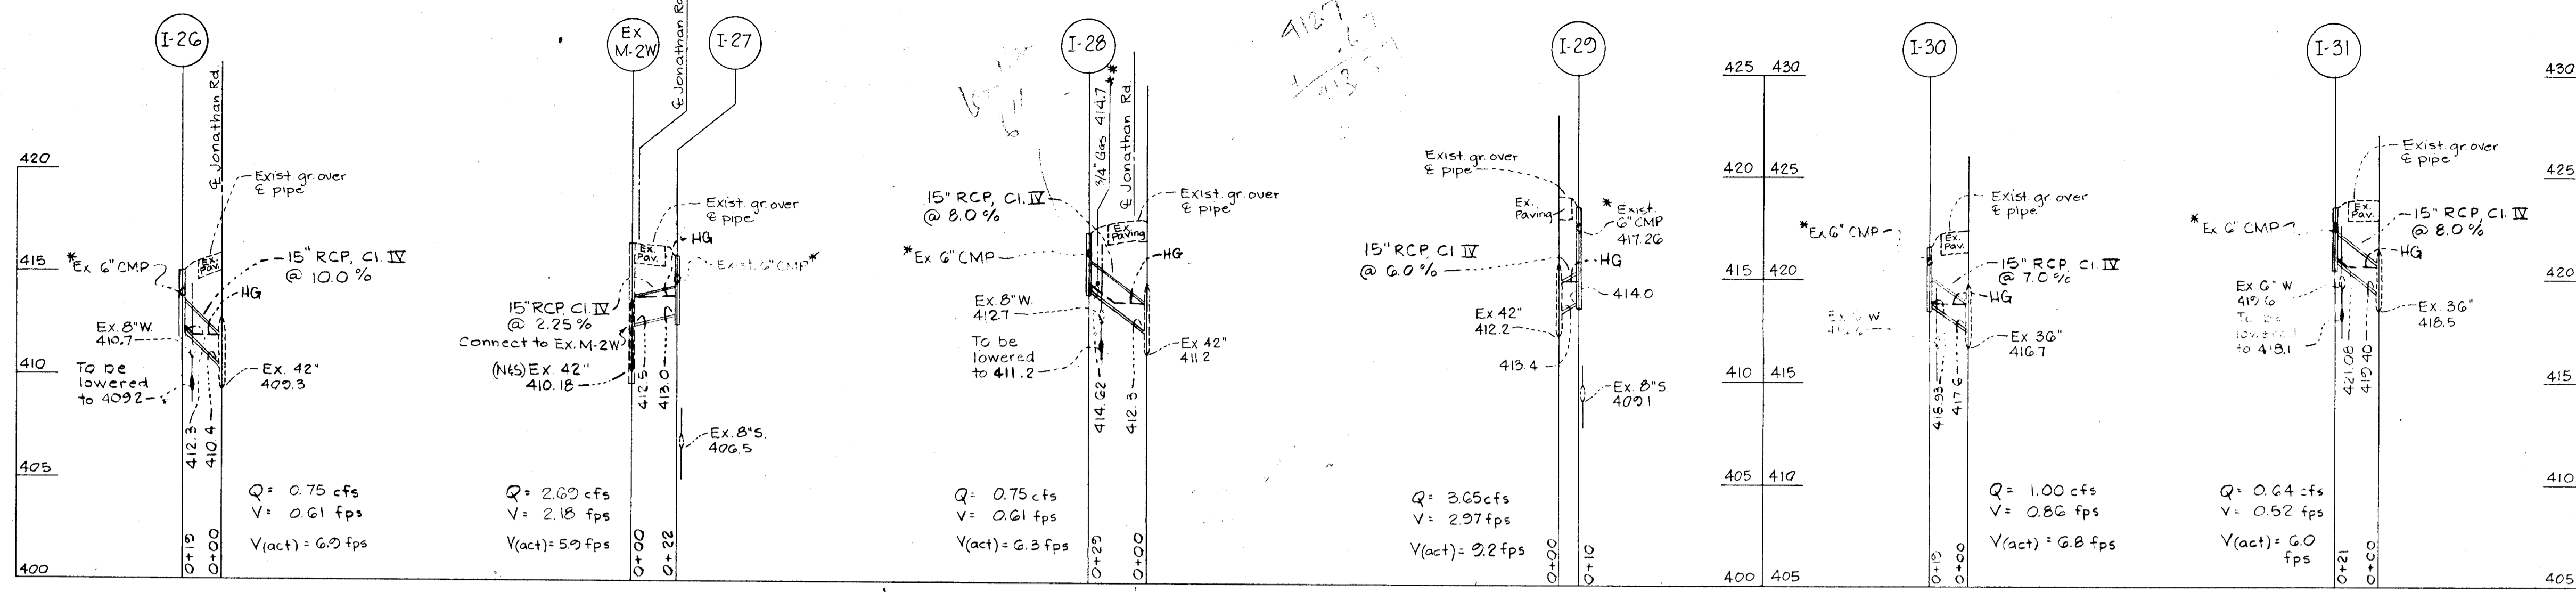 I-26
Ex
M-2W
℄ Jonathan Rd
I-27
I-28
I-29
I-30
I-31
412.7
℄ Jonathan Rd.
420
Exist. gr. over
℄ pipe
Ex.
Pav.
15" RCP, Cl. IV
@ 10.0 %
415
*Ex 6" CMP
HG
Ex. 8"W.
410.7
410
To be
lowered
to 409.2
Ex. 42"
409.3
412.3
410.4
405
Q = 0.75 cfs
V = 0.61 fps
V(act) = 6.9 fps
0+19
0+00
400
Exist. gr. over
℄ pipe
HG
Ex.
Pav.
Exist. 6" CMP*
15" RCP, Cl. IV
@ 2.25 %
Connect to Ex. M-2W
(N&S) Ex 42"
410.18
412.5
413.0
Ex. 8"S.
406.5
Q = 2.69 cfs
V = 2.18 fps
V(act) = 5.9 fps
0+00
0+22
3/4" Gas 414.7 **
℄ Jonathan Rd.
15" RCP, Cl. IV
@ 8.0 %
Exist. gr. over
℄ pipe
Ex.
Paving
*Ex 6" CMP
HG
Ex. 8"W.
412.7
To be
lowered
to 411.2
Ex 42"
411.2
414.62
412.3
Q = 0.75 cfs
V = 0.61 fps
V(act) = 6.3 fps
0+29
0+00
Exist. gr over
℄ pipe
Ex.
Paving
* Exist.
6" CMP
417.26
15" RCP, Cl IV
@ 6.0 %
HG
414.0
Ex. 42"
412.2
413.4
Ex. 8"S.
409.1
Q = 3.65 cfs
V = 2.97 fps
V(act) = 9.2 fps
0+00
0+10
425 430
420 425
415 420
410 415
405 410
400 405
Exist. gr. over
℄ pipe
*Ex 6" CMP
Ex.
Pav.
15" RCP, Cl. IV
@ 7.0 %
HG
Ex 36"
416.7
418.93
417.6
Q = 1.00 cfs
V = 0.86 fps
V(act) = 6.8 fps
0+19
0+00
Exist. gr. over
℄ pipe
Ex.
Pav.
15" RCP, Cl. IV
@ 8.0 %
*Ex 6" CMP
HG
Ex. 6" W
419.6
To be
lowered
to 418.1
Ex. 36"
418.5
421.08
419.40
Q = 0.64 cfs
V = 0.52 fps
V(act) = 6.0
fps
0+21
0+00
430
425
420
415
410
405